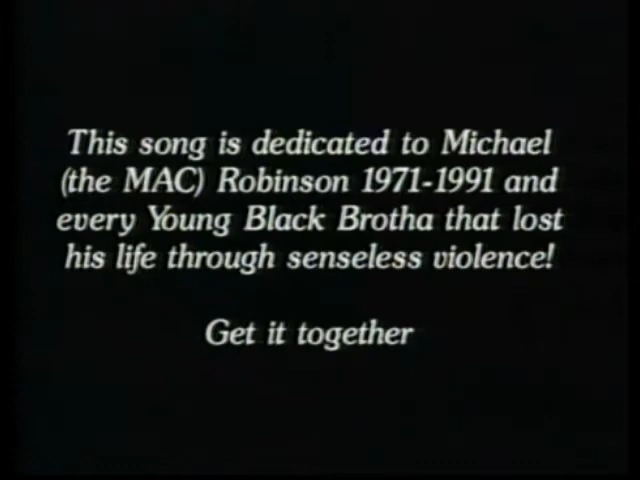 This song is dedicated to Michael
(the MAC) Robinson 1971-1991 and
every Young Black Brotha that lost
his life through senseless violence!
Get it together